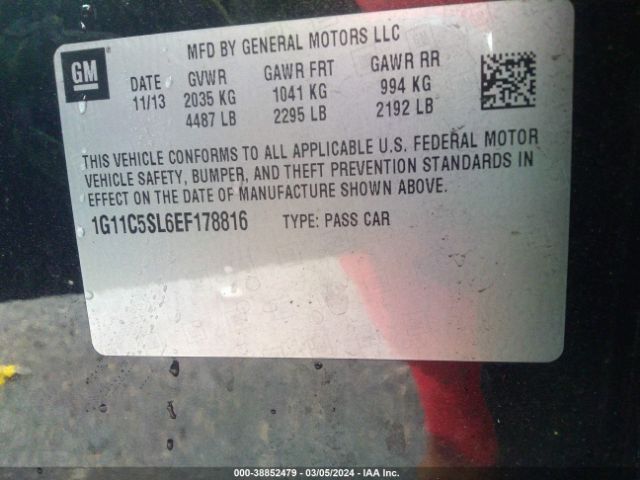 GM
MFD BY GENERAL MOTORS LLC
DATE GVWR GAWR FRT GAWR RR
11/13 2035 KG 1041 KG 994 KG
4487 LB 2295 LB 2192 LB
THIS VEHICLE CONFORMS TO ALL APPLICABLE U.S. FEDERAL MOTOR
VEHICLE SAFETY, BUMPER, AND THEFT PREVENTION STANDARDS IN
EFFECT ON THE DATE OF MANUFACTURE SHOWN ABOVE.
1G11C5SL6EF178816 TYPE: PASS CAR
000-38852479 — 03/05/2024 — IAA Inc.